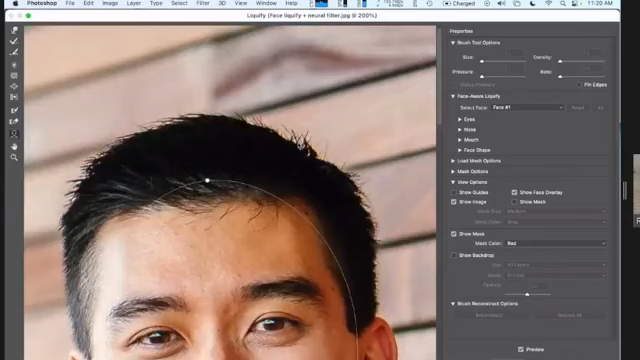 Photoshop File Edit Image Layer Type Select Filter 3D View Window Help
11:20 AM
Liquify (Face liquify + neural filter.jpg @ 200%)
Properties
Brush Tool Options
Size: Density:
Pressure: Rate:
Pin Edges
Face-Aware Liquify
Select Face: Face #1 Reset All
Eyes
Nose
Mouth
Face Shape
Load Mesh Options
Mask Options
View Options
Show Guides Show Face Overlay
Show Image Show Mesh
Mesh Size: Medium
Mesh Color: Gray
Show Mask
Mask Color: Red
Show Backdrop
Use: All Layers
Mode: In Front
Opacity:
Brush Reconstruct Options
Reconstruct... Restore All
Preview